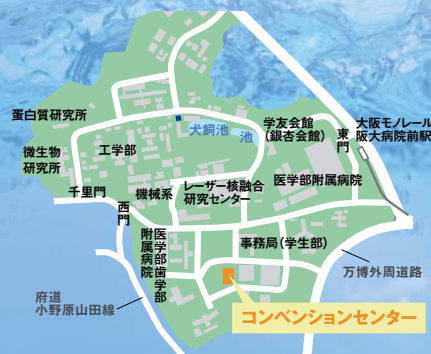 蛋白質研究所
微生物
研究所
工学部
犬飼池
池
学友会館
(銀杏会館)
東門
大阪モノレール
阪大病院前駅
千里門
機械系
レーザー核融合
研究センター
医学部附属病院
西門
附属病院
医学部歯学部
事務局(学生部)
万博外周道路
府道
小野原山田線
コンベンションセンター